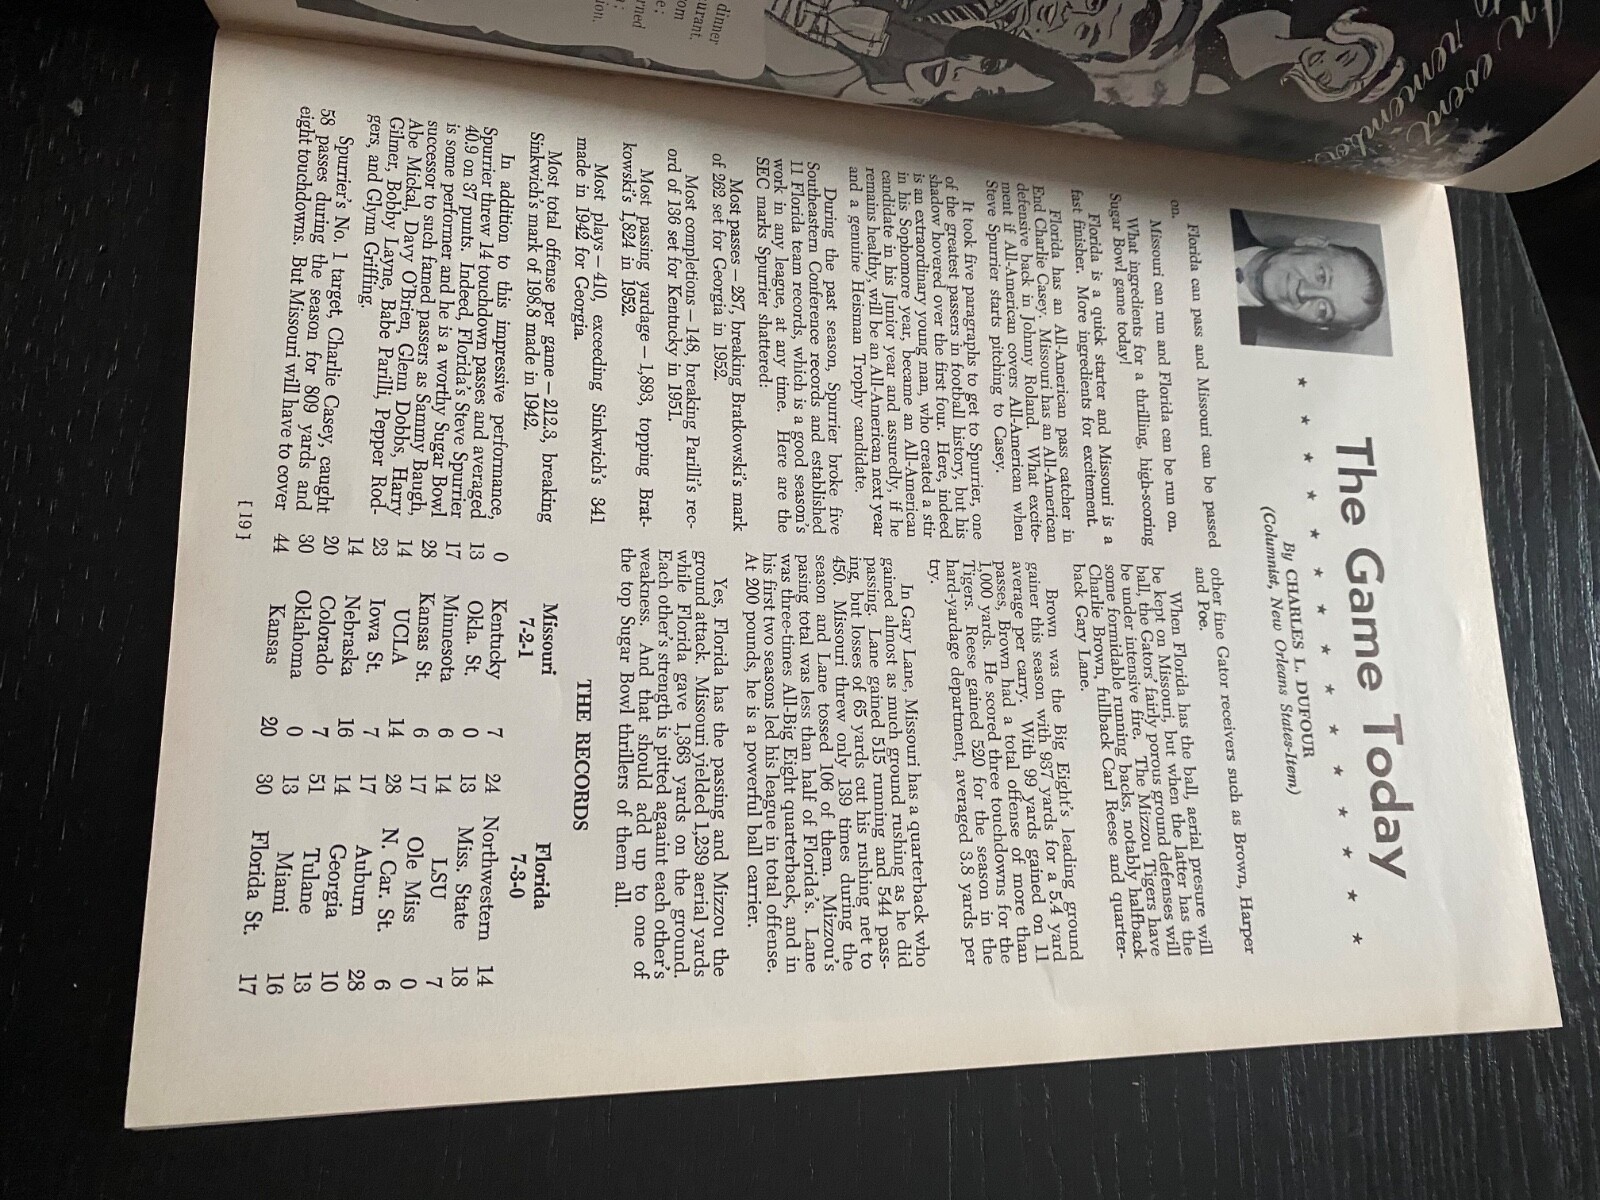 An event
to remember...
dinner
urant,
om
e;
rned
;
ion.
The Game Today
★ ★ ★ ★ ★ ★ ★ ★ ★ ★ ★ ★ ★ ★
By CHARLES L. DUFOUR
(Columnist, New Orleans States-Item)
Florida can pass and Missouri can be passed
on.
Missouri can run and Florida can be run on.
What ingredients for a thrilling, high-scoring
Sugar Bowl game today!
Florida is a quick starter and Missouri is a
fast finisher. More ingredients for excitement.
Florida has an All-American pass catcher in
End Charlie Casey. Missouri has an All-American
defensive back in Johnny Roland. What excite-
ment if All-American covers All-American when
Steve Spurrier starts pitching to Casey.
It took five paragraphs to get to Spurrier, one
of the greatest passers in football history, but his
shadow hovered over the first four. Here, indeed
is an extraordinary young man, who created a stir
in his Sophomore year, became an All-American
candidate in his Junior year and assuredly, if he
remains healthy, will be an All-American next year
and a genuine Heisman Trophy candidate.
During the past season, Spurrier broke five
Southeastern Conference records and established
11 Florida team records, which is a good season's
work in any league, at any time. Here are the
SEC marks Spurrier shattered:
Most passes — 287, breaking Bratkowski's mark
of 262 set for Georgia in 1952.
Most completions — 148, breaking Parilli's rec-
ord of 136 set for Kentucky in 1951.
Most passing yardage — 1,893, topping Brat-
kowski's 1,824 in 1952.
Most plays — 410, exceeding Sinkwich's 341
made in 1942 for Georgia.
Most total offense per game — 212.3, breaking
Sinkwich's mark of 198.8 made in 1942.
In addition to this impressive performance,
Spurrier threw 14 touchdown passes and averaged
40.9 on 37 punts. Indeed, Florida's Steve Spurrier
is some performer and he is a worthy Sugar Bowl
successor to such famed passers as Sammy Baugh,
Abe Mickal, Davy O'Brien, Glenn Dobbs, Harry
Gilmer, Bobby Layne, Babe Parilli, Pepper Rod-
gers, and Glynn Griffing.
Spurrier's No. 1 target, Charlie Casey, caught
58 passes during the season for 809 yards and
eight touchdowns. But Missouri will have to cover
other fine Gator receivers such as Brown, Harper
and Poe.
When Florida has the ball, aerial presure will
be kept on Missouri, but when the latter has the
ball, the Gators' fairly porous ground defenses will
be under intensive fire. The Mizzou Tigers have
some formidable running backs, notably halfback
Charlie Brown, fullback Carl Reese and quarter-
back Gary Lane.
Brown was the Big Eight's leading ground
gainer this season with 937 yards for a 5.4 yard
average per carry. With 99 yards gained on 11
passes, Brown had a total offense of more than
1,000 yards. He scored three touchdowns for the
Tigers. Reese gained 520 for the season in the
hard-yardage department, averaged 3.8 yards per
try.
In Gary Lane, Missouri has a quarterback who
gained almost as much ground rushing as he did
passing. Lane gained 515 running and 544 pass-
ing, but losses of 65 yards cut his rushing net to
450. Missouri threw only 139 times during the
season and Lane tossed 106 of them. Mizzou's
pasing total was less than half of Florida's. Lane
was three-times All-Big Eight quarterback, and in
his first two seasons led his league in total offense.
At 200 pounds, he is a powerful ball carrier.
Yes, Florida has the passing and Mizzou the
ground attack. Missouri yielded 1,239 aerial yards
while Florida gave 1,363 yards on the ground.
Each other's strength is pitted againt each other's
weakness. And that should add up to one of
the top Sugar Bowl thrillers of them all.
THE RECORDS
Missouri Florida
7-2-1 7-3-0
0 Kentucky 7 24 Northwestern 14
13 Okla. St. 0 13 Miss. State 18
17 Minnesota 6 14 LSU 7
28 Kansas St. 6 17 Ole Miss 0
14 UCLA 14 28 N. Car. St. 6
23 Iowa St. 7 17 Auburn 28
14 Nebraska 16 14 Georgia 10
20 Colorado 7 51 Tulane 13
30 Oklahoma 0 13 Miami 16
44 Kansas 20 30 Florida St. 17
[ 19 ]